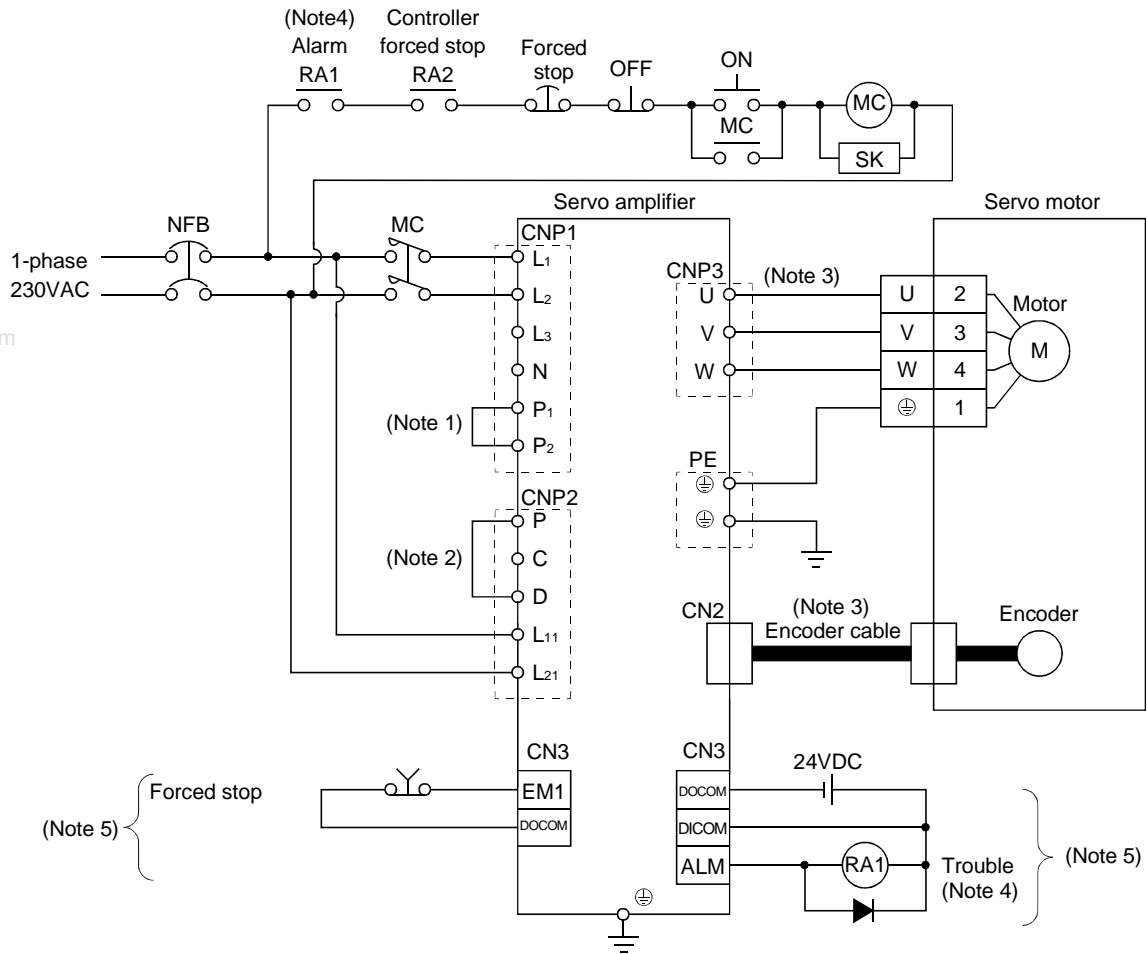 (Note4)
Alarm
RA1
Controller
forced stop
RA2
Forced
stop
OFF
ON
MC
MC
SK
NFB
MC
1-phase
230VAC
m
Servo amplifier
Servo motor
CNP1
L1
L2
L3
N
P1
P2
(Note 1)
CNP2
P
C
D
L11
L21
(Note 2)
CNP3
U
V
W
(Note 3)
U 2
V 3
W 4
1
Motor
M
PE
CN2
(Note 3)
Encoder cable
Encoder
CN3
EM1
DOCOM
Forced stop
(Note 5)
CN3
DOCOM
DICOM
ALM
24VDC
RA1
Trouble
(Note 4)
(Note 5)